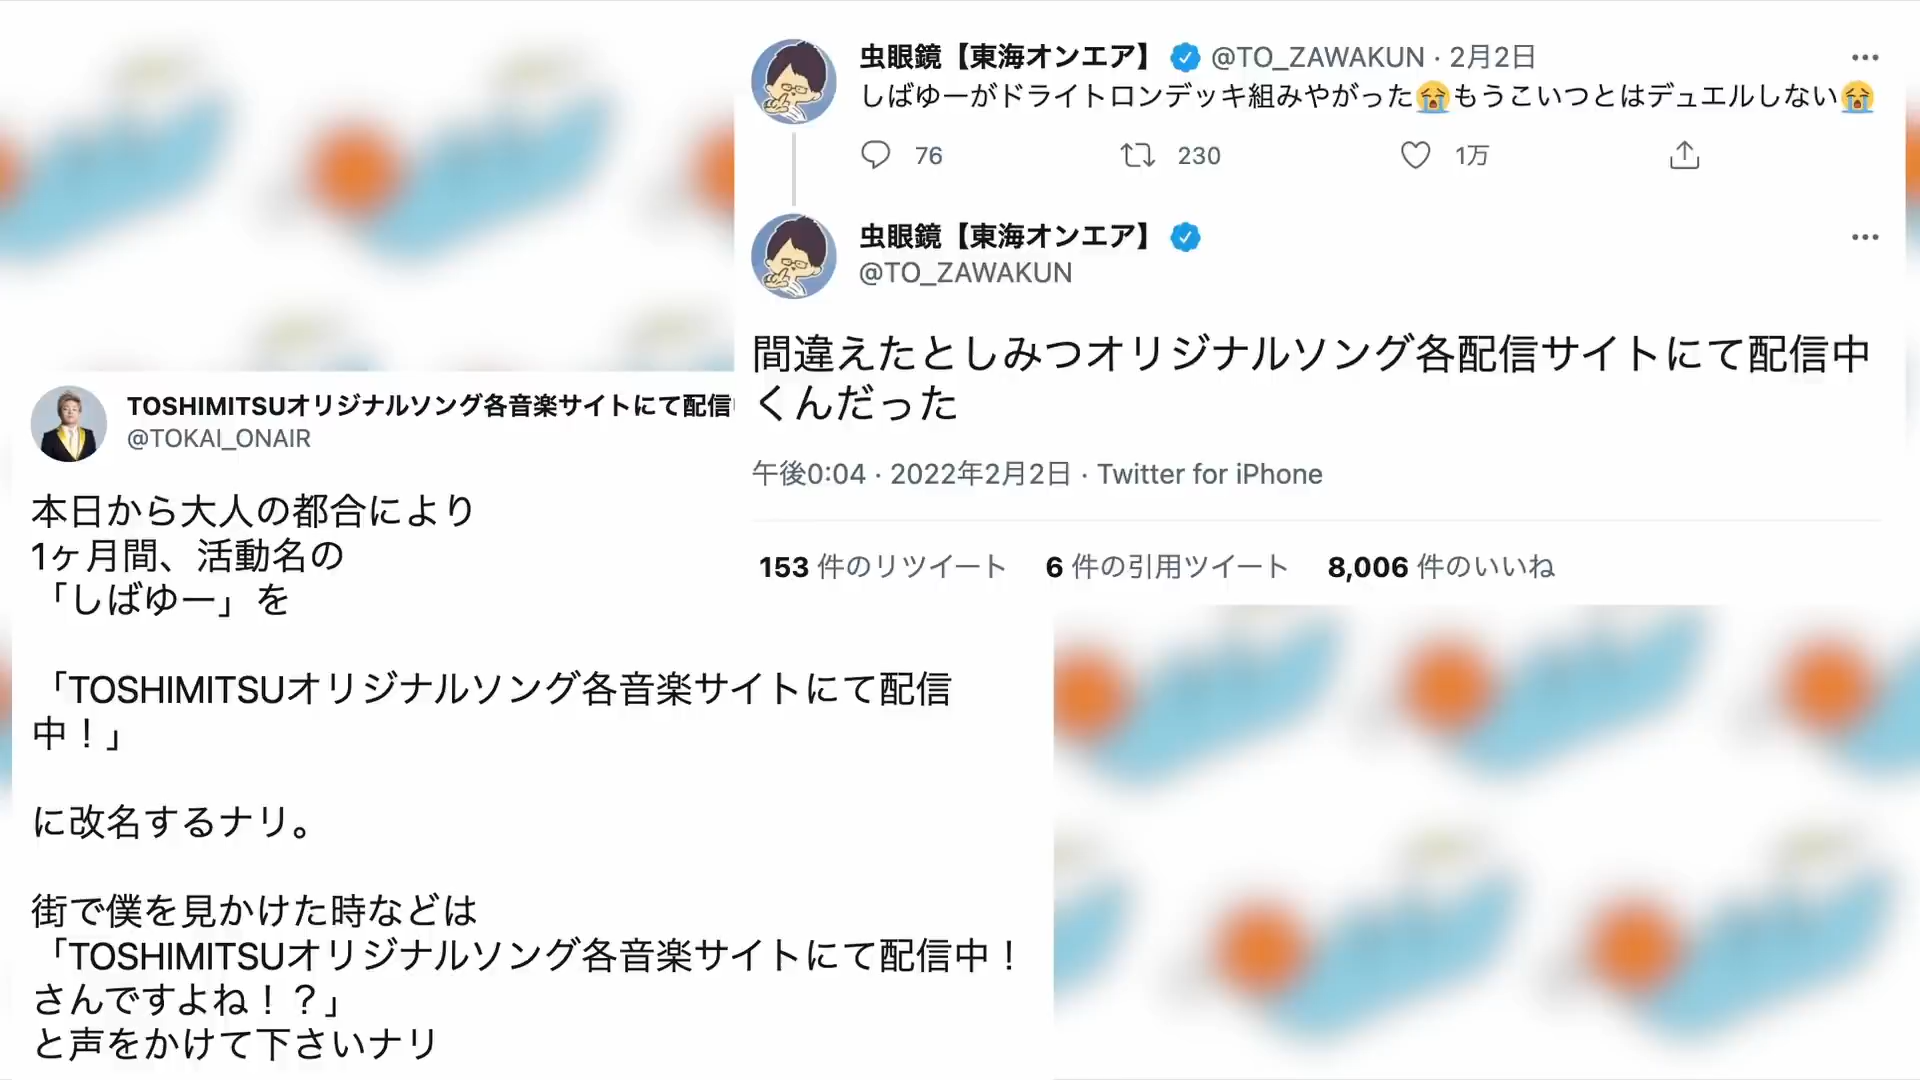 虫眼鏡【東海オンエア】 @TO_ZAWAKUN · 2月2日
しばゆーがドライトロンデッキ組みやがった😭もうこいつとはデュエルしない😭
76 230 1万
虫眼鏡【東海オンエア】
@TO_ZAWAKUN
間違えたとしみつオリジナルソング各配信サイトにて配信中
くんだった
午後0:04 · 2022年2月2日 · Twitter for iPhone
153 件のリツイート 6 件の引用ツイート 8,006 件のいいね
TOSHIMITSUオリジナルソング各音楽サイトにて配信
@TOKAI_ONAIR
本日から大人の都合により
1ヶ月間、活動名の
「しばゆー」を
「TOSHIMITSUオリジナルソング各音楽サイトにて配信
中！」
に改名するナリ。
街で僕を見かけた時などは
「TOSHIMITSUオリジナルソング各音楽サイトにて配信中！
さんですよね！？」
と声をかけて下さいナリ